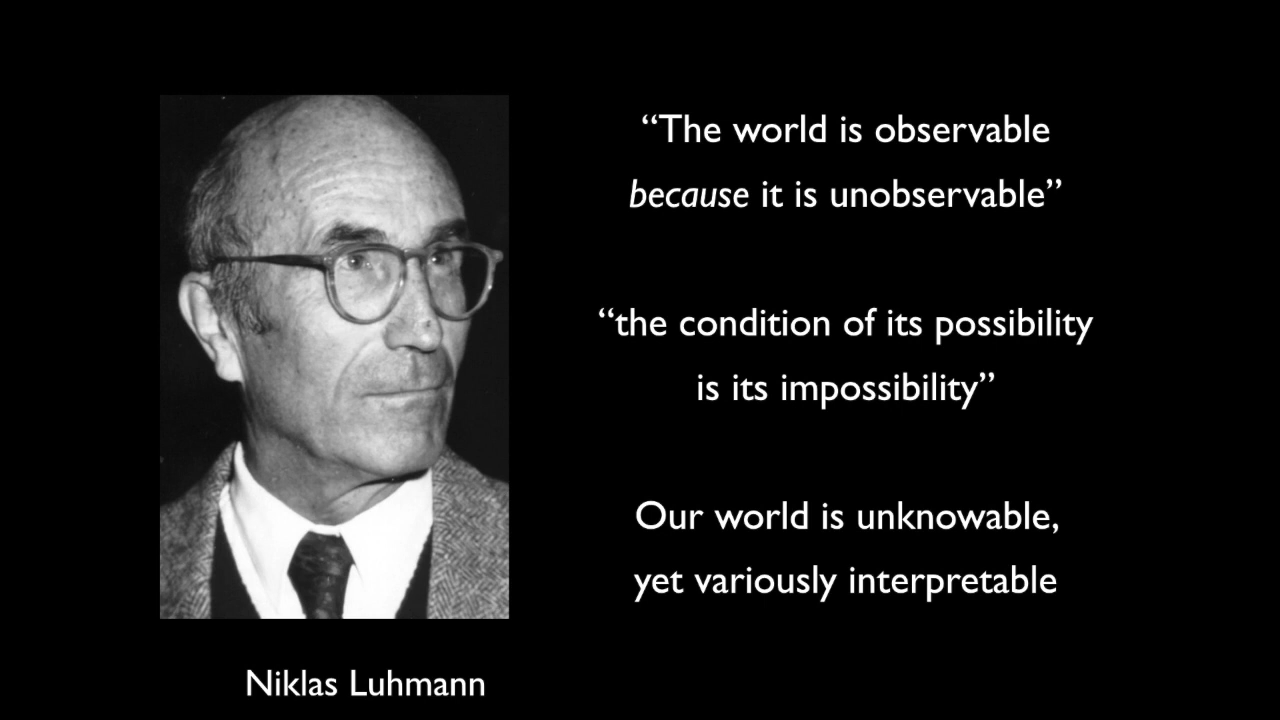 “The world is observable
because it is unobservable”
“the condition of its possibility
is its impossibility”
Our world is unknowable,
yet variously interpretable
Niklas Luhmann